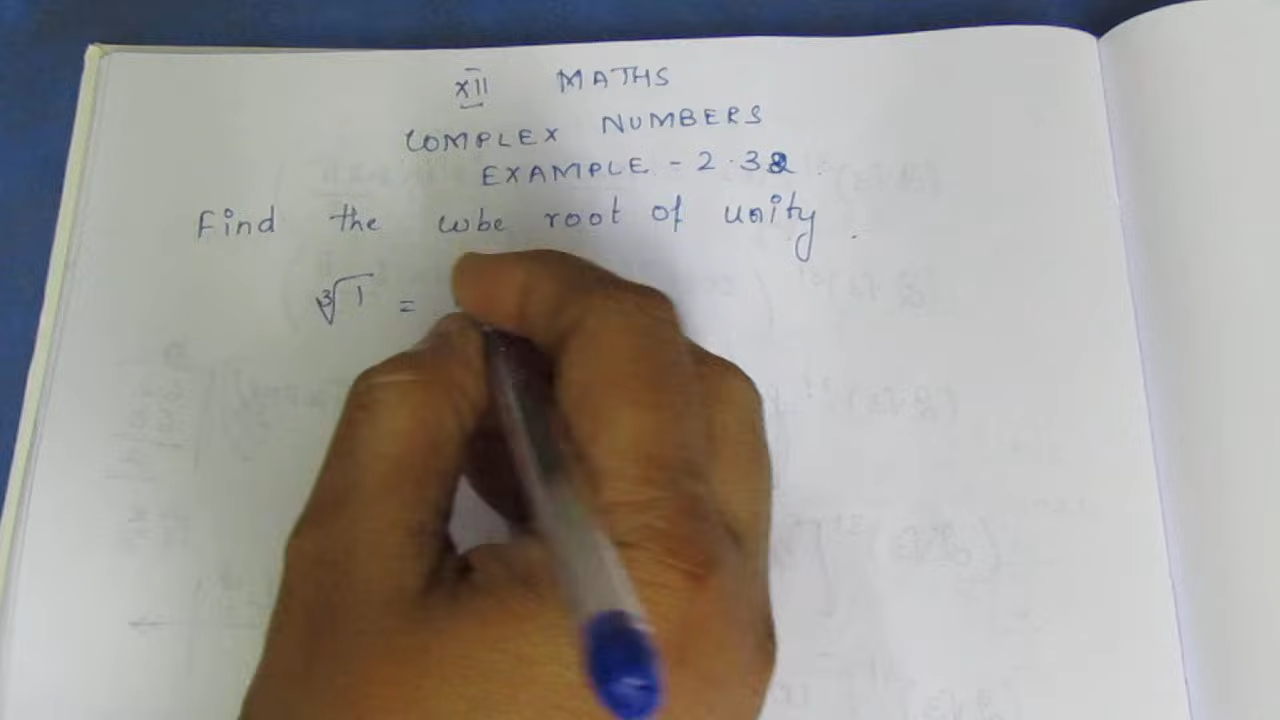 XII MATHS
COMPLEX NUMBERS
EXAMPLE - 2.32
Find the cube root of unity.
∛1 =